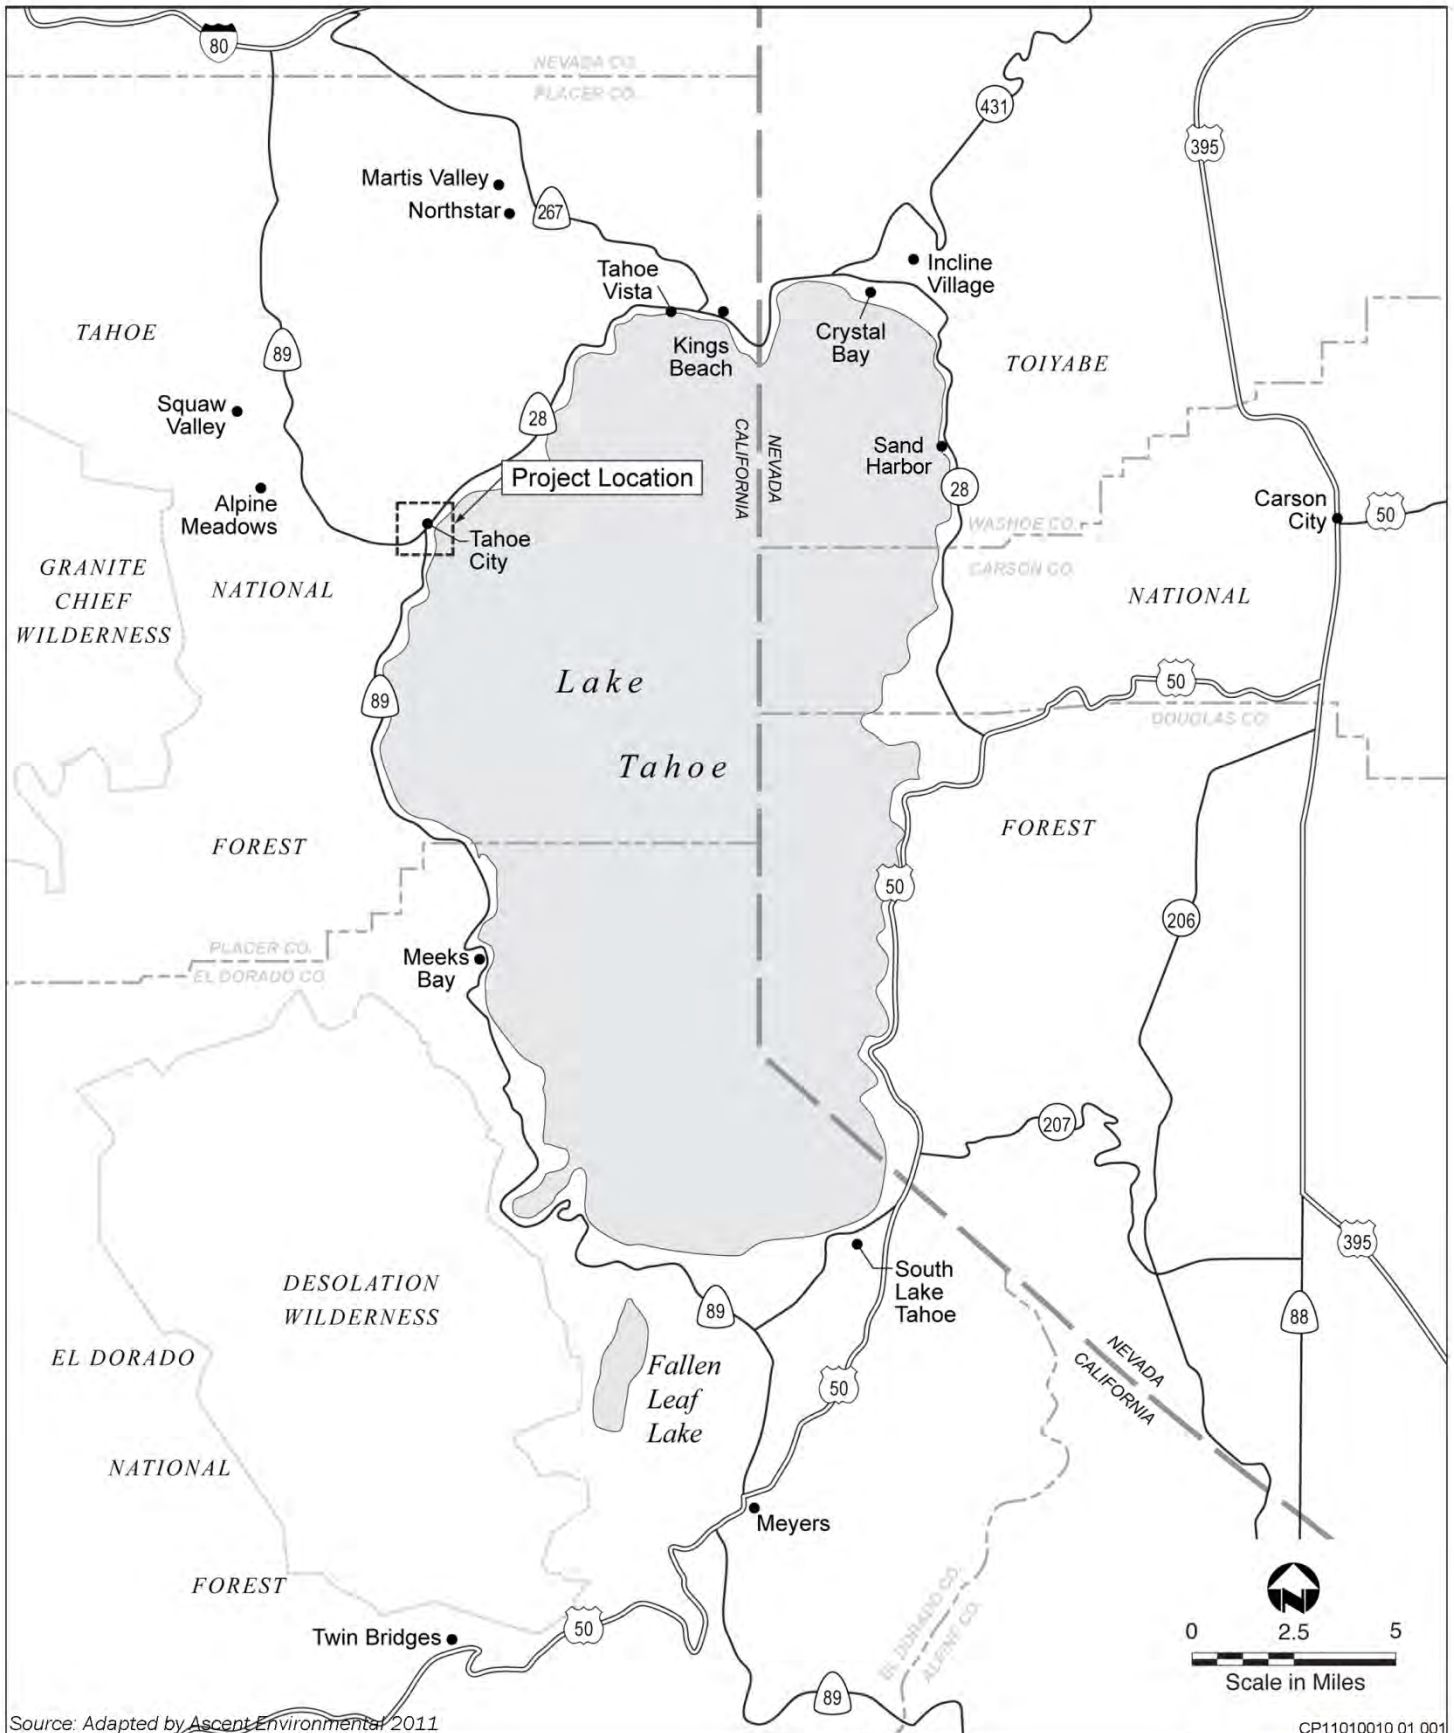 80
NEVADA CO.
PLACER CO.
431
395
Martis Valley
Northstar
267
Tahoe
Vista
Incline
Village
Kings
Beach
Crystal
Bay
TAHOE
89
TOIYABE
Squaw
Valley
28
CALIFORNIA
NEVADA
Sand
Harbor
Project Location
28
Alpine
Meadows
Carson
City
50
Tahoe
City
WASHOE CO.
CARSON CO.
GRANITE
CHIEF
WILDERNESS
NATIONAL
NATIONAL
Lake
Tahoe
89
50
DOUGLAS CO.
FOREST
FOREST
50
206
PLACER CO.
EL DORADO CO.
Meeks
Bay
207
395
South
Lake
Tahoe
DESOLATION
WILDERNESS
89
88
EL DORADO
Fallen
Leaf
Lake
50
NEVADA
CALIFORNIA
NATIONAL
Meyers
FOREST
EL DORADO CO.
ALPINE CO.
N
Twin Bridges
50
0 2.5 5
Scale in Miles
89
Source: Adapted by Ascent Environmental 2011
CP11010010 01 001